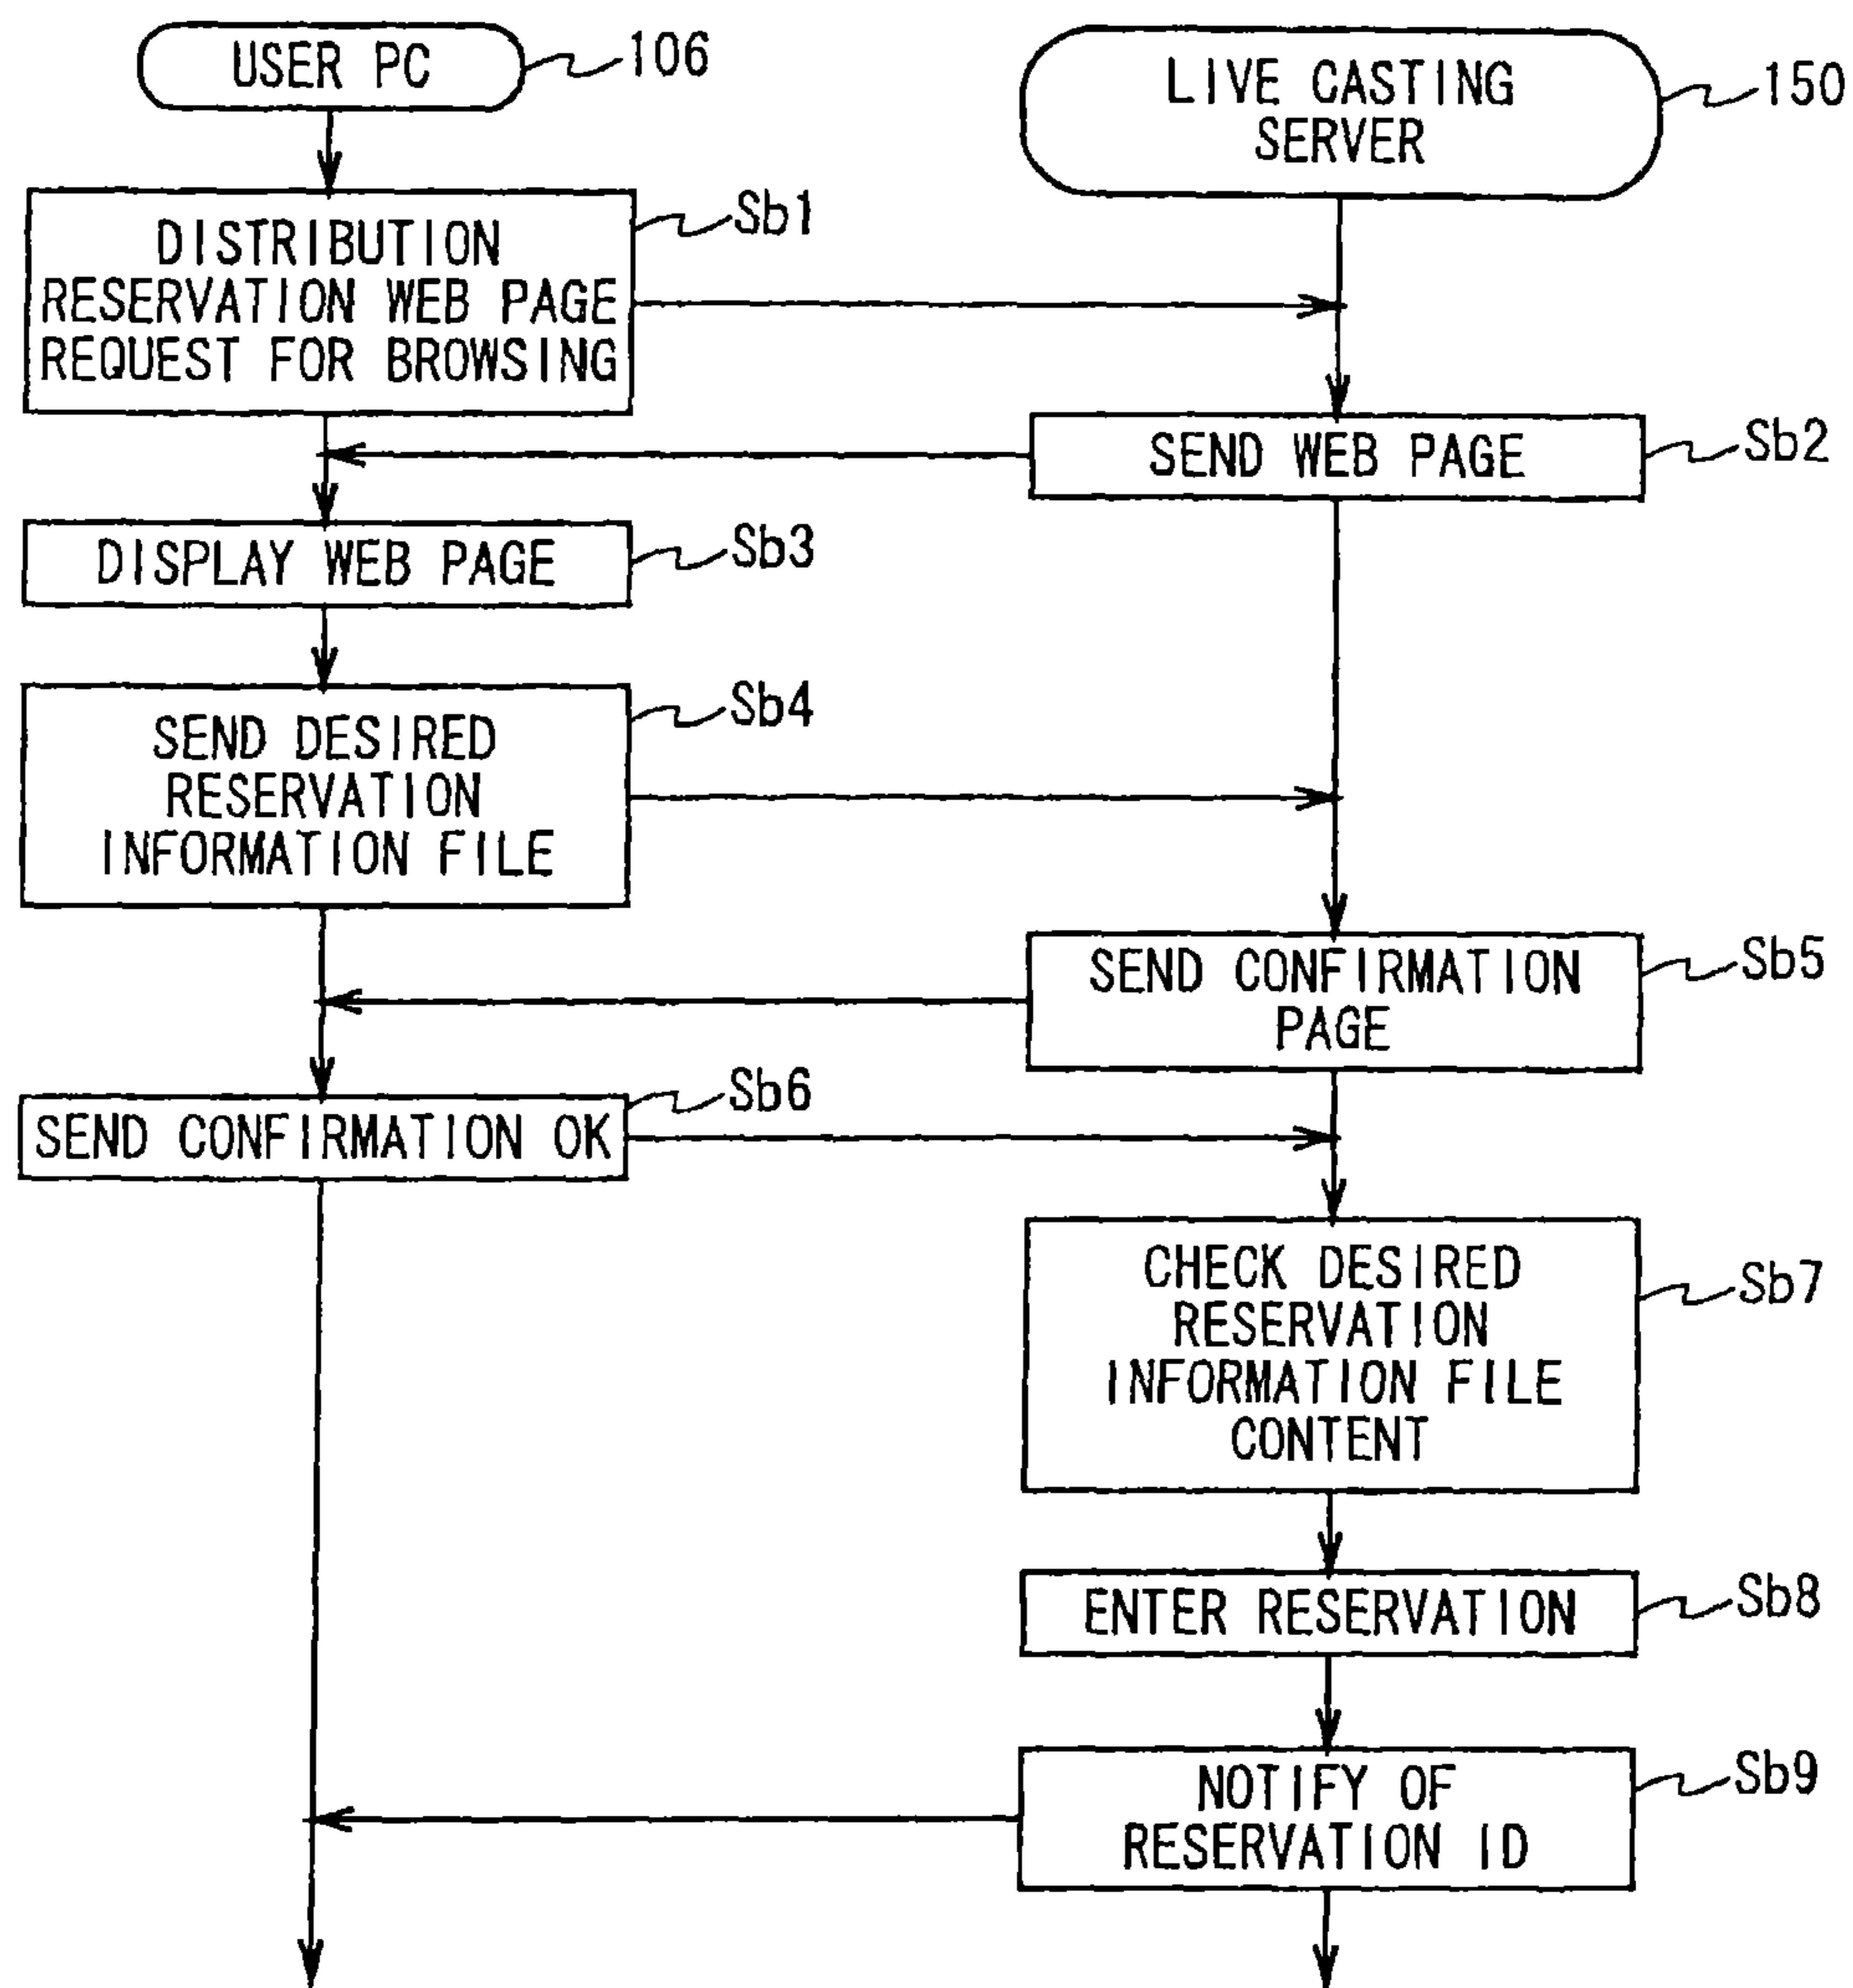 USER PC
106
LIVE CASTING
SERVER
150
DISTRIBUTION
RESERVATION WEB PAGE
REQUEST FOR BROWSING
Sb1
SEND WEB PAGE
Sb2
DISPLAY WEB PAGE
Sb3
SEND DESIRED
RESERVATION
INFORMATION FILE
Sb4
SEND CONFIRMATION
PAGE
Sb5
SEND CONFIRMATION OK
Sb6
CHECK DESIRED
RESERVATION
INFORMATION FILE
CONTENT
Sb7
ENTER RESERVATION
Sb8
NOTIFY OF
RESERVATION ID
Sb9